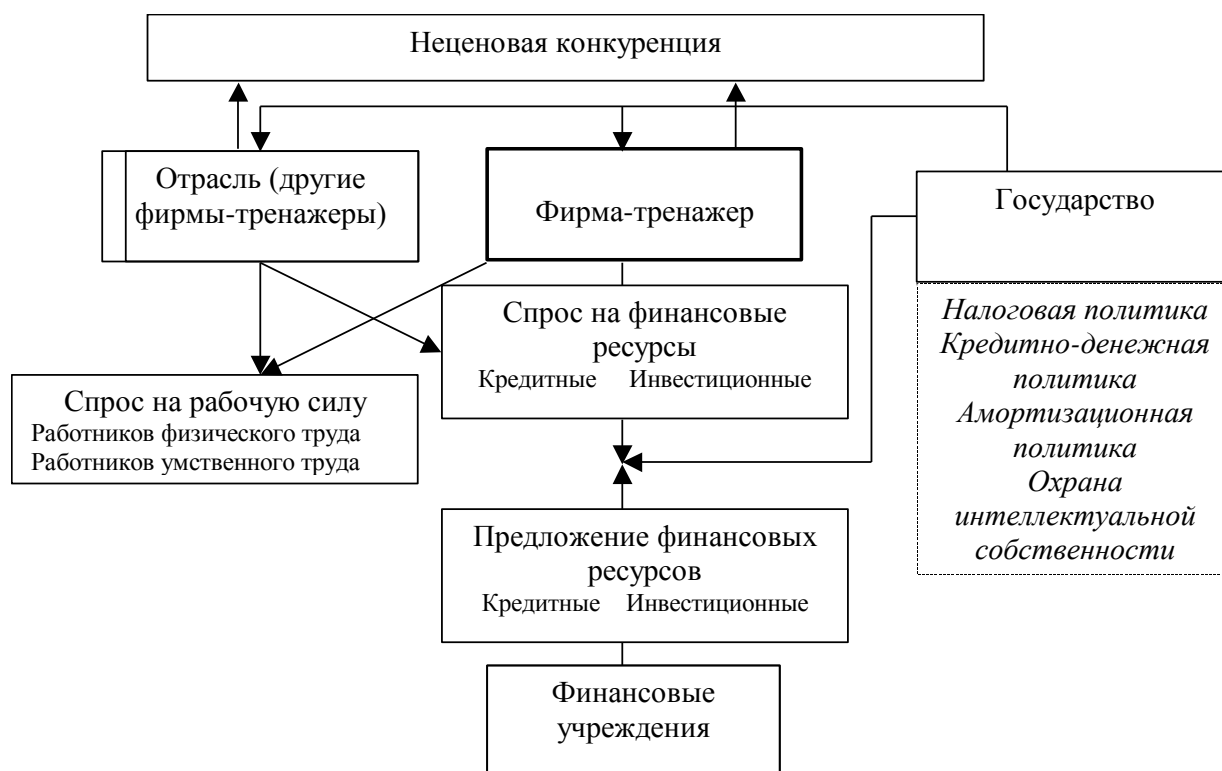 Неценовая конкуренция
Отрасль (другие
фирмы-тренажеры)
Фирма-тренажер
Государство
Налоговая политика
Кредитно-денежная
политика
Амортизационная
политика
Охрана
интеллектуальной
собственности
Спрос на финансовые
ресурсы
Кредитные Инвестиционные
Спрос на рабочую силу
Работников физического труда
Работников умственного труда
Предложение финансовых
ресурсов
Кредитные Инвестиционные
Финансовые
учреждения